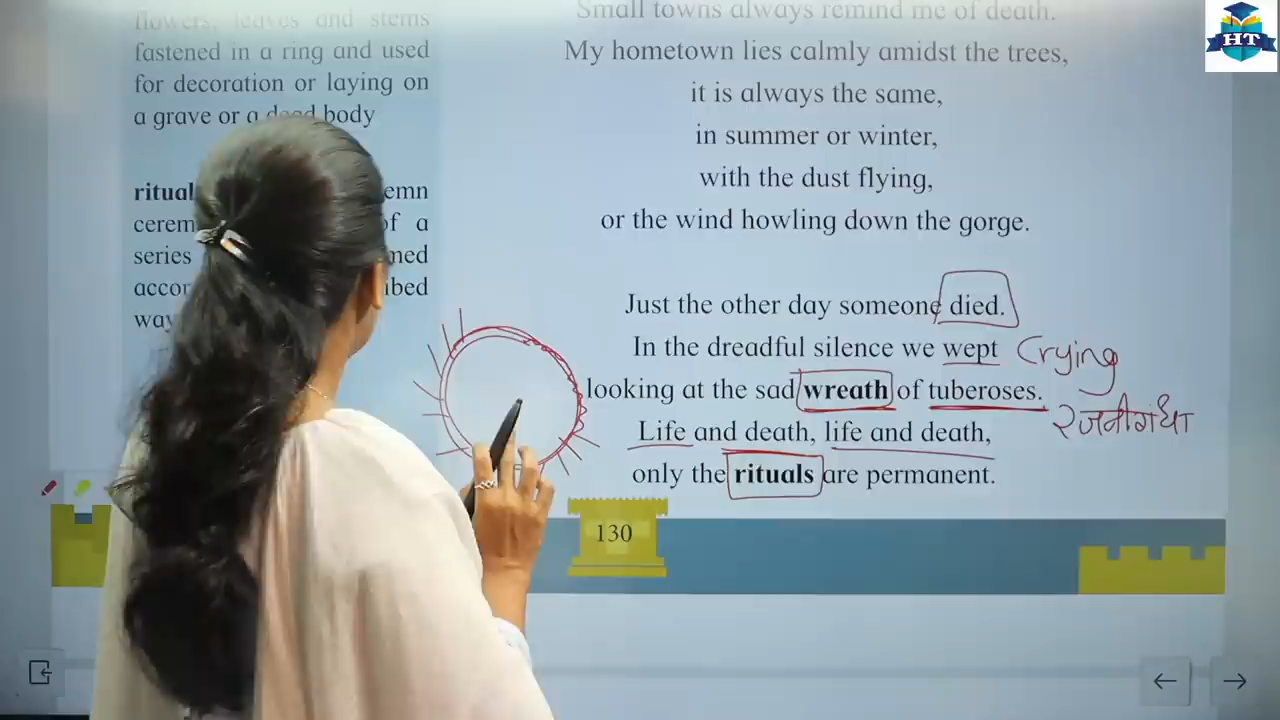 flowers, leaves and stems
fastened in a ring and used
for decoration or laying on
a grave or a dead body
ritual
emn
cerem
of a
series
med
accor
ibed
way
Small towns always remind me of death.
My hometown lies calmly amidst the trees,
it is always the same,
in summer or winter,
with the dust flying,
or the wind howling down the gorge.
Just the other day someone died.
In the dreadful silence we wept Crying
looking at the sad wreath of tuberoses.
रजनीगंधा
Life and death, life and death,
only the rituals are permanent.
130
HT